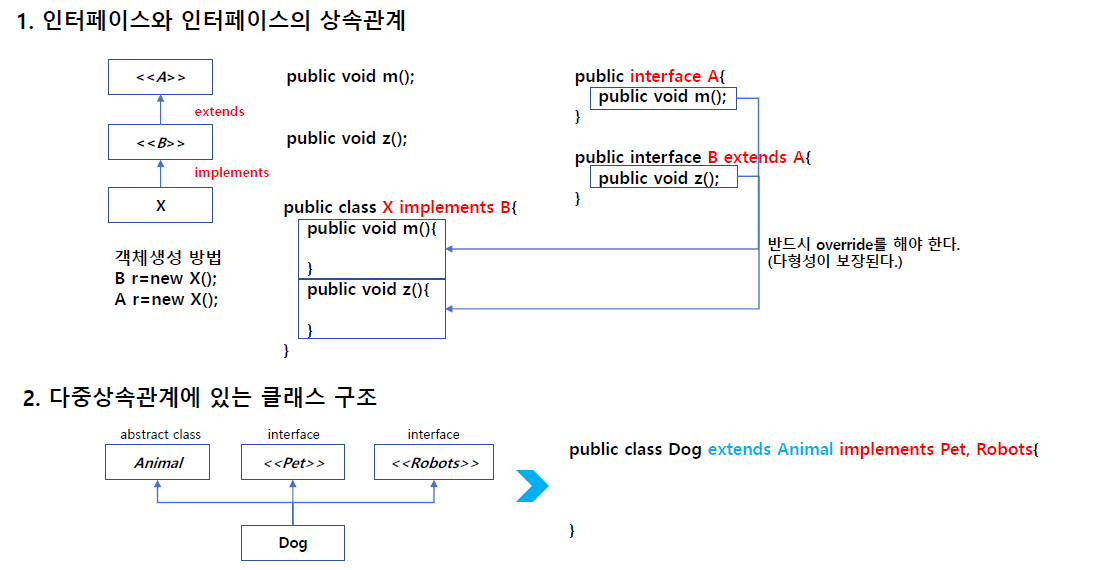 1. 인터페이스와 인터페이스의 상속관계
<<A>>
extends
<<B>>
implements
X
public void m();
public void z();
객체생성 방법
B r=new X();
A r=new X();
public class X implements B{
public void m(){
}
public void z(){
}
}
public interface A{
public void m();
}
public interface B extends A{
public void z();
}
반드시 override를 해야 한다.
(다형성이 보장된다.)
2. 다중상속관계에 있는 클래스 구조
abstract class
Animal
interface
<<Pet>>
interface
<<Robots>>
Dog
public class Dog extends Animal implements Pet, Robots{
}